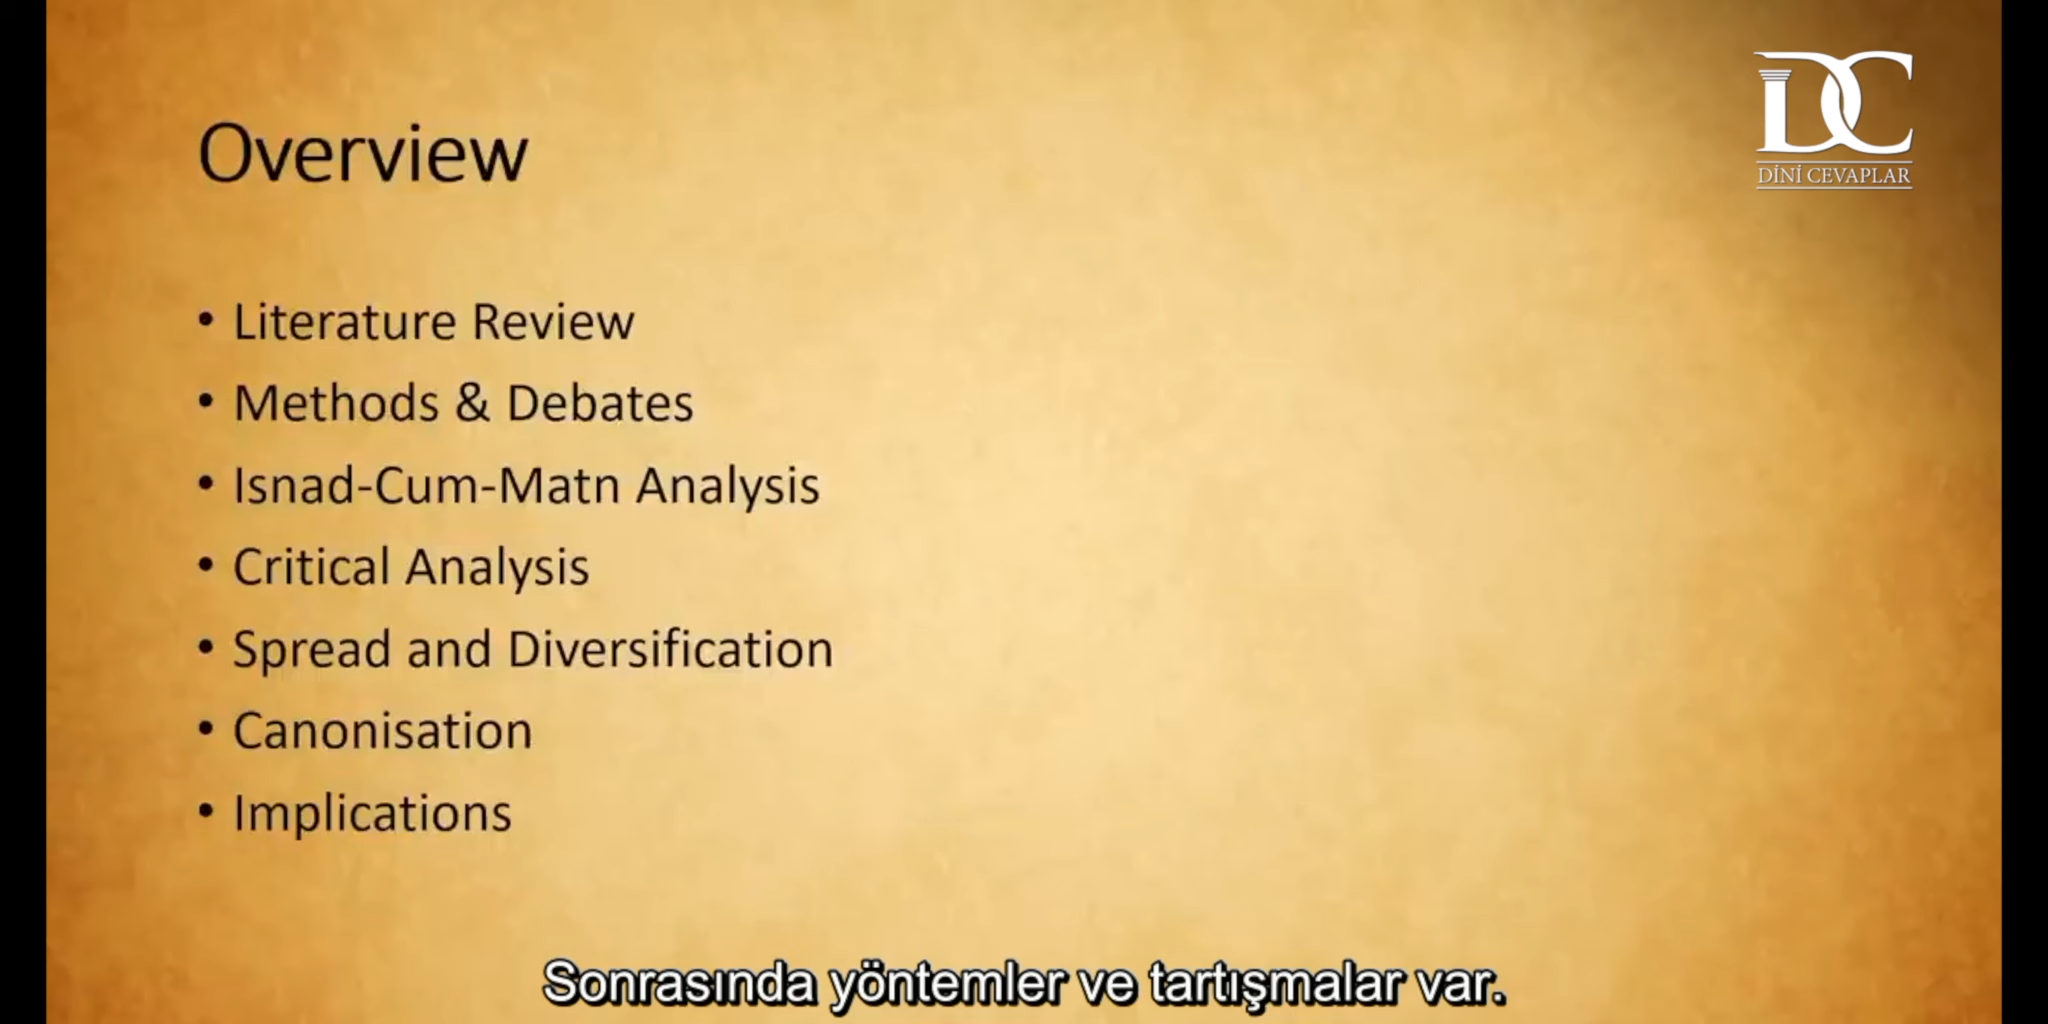 DC
DİNİ CEVAPLAR
Overview
• Literature Review
• Methods & Debates
• Isnad-Cum-Matn Analysis
• Critical Analysis
• Spread and Diversification
• Canonisation
• Implications
Sonrasında yöntemler ve tartışmalar var.